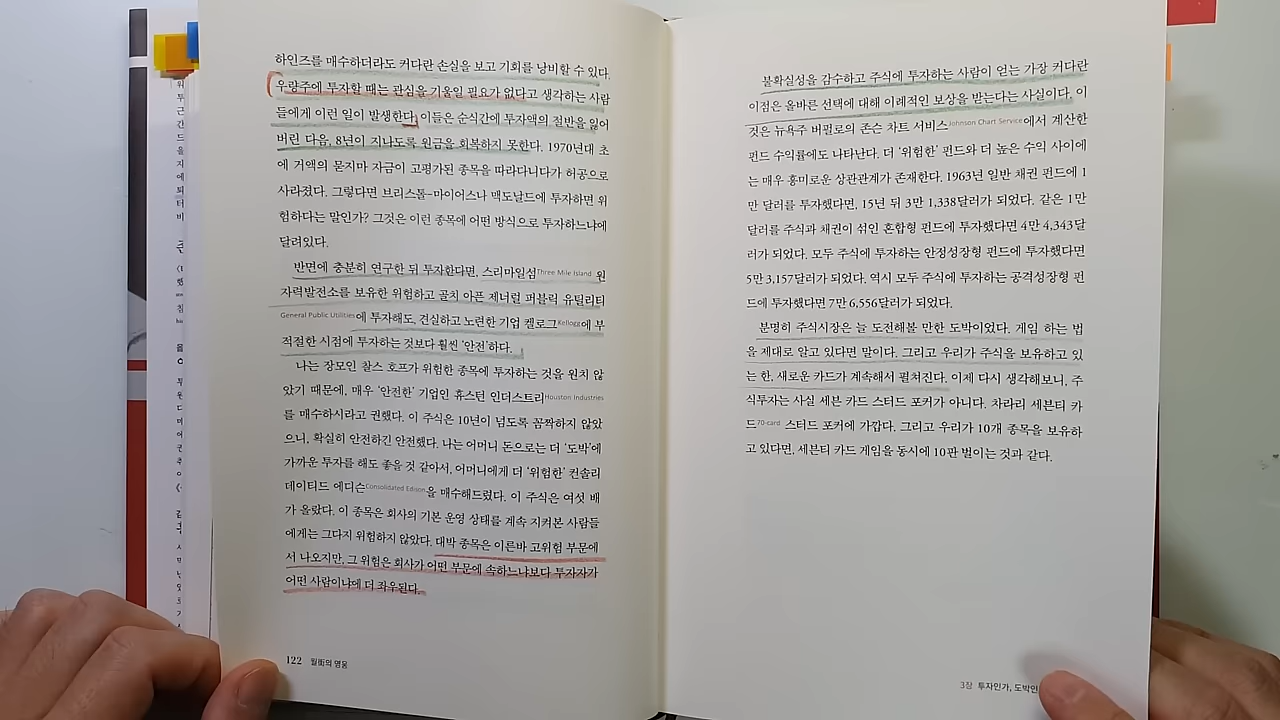 하인즈를 매수하더라도 커다란 손실을 보고 기회를 낭비할 수 있다.
우량주에 투자할 때는 관심을 기울일 필요가 없다고 생각하는 사람
들에게 이런 일이 발생한다. 이들은 순식간에 투자액의 절반을 잃어
버린 다음, 8년이 지나도록 원금을 회복하지 못한다. 1970년대 초
에 거액의 묻지마 자금이 고평가된 종목을 따라다니다가 허공으로
사라졌다. 그렇다면 브리스톨-마이어스나 맥도날드에 투자하면 위
험하다는 말인가? 그것은 이런 종목에 어떤 방식으로 투자하느냐에
달려있다.
반면에 충분히 연구한 뒤 투자한다면, 스리마일섬Three Mile Island 원
자력발전소를 보유한 위험하고 골치 아픈 제너럴 퍼블릭 유틸리티
General Public Utilities에 투자해도, 견실하고 노련한 기업 켈로그Kellogg에 부
적절한 시점에 투자하는 것보다 훨씬 ‘안전’하다.
나는 장모인 찰스 호프가 위험한 종목에 투자하는 것을 원치 않
았기 때문에, 매우 ‘안전한’ 기업인 휴스턴 인더스트리Houston Industries
를 매수하시라고 권했다. 이 주식은 10년이 넘도록 꼼짝하지 않았
으니, 확실히 안전하긴 안전했다. 나는 어머니 돈으로는 더 ‘도박’에
가까운 투자를 해도 좋을 것 같아서, 어머니에게 더 ‘위험한’ 컨솔리
데이티드 에디슨Consolidated Edison을 매수해드렸다. 이 주식은 여섯 배
가 올랐다. 이 종목은 회사의 기본 운영 상태를 계속 지켜본 사람들
에게는 그다지 위험하지 않았다. 대박 종목은 이른바 고위험 부문에
서 나오지만, 그 위험은 회사가 어떤 부문에 속하느냐보다 투자자가
어떤 사람이냐에 더 좌우된다.
122 월街의 영웅
불확실성을 감수하고 주식에 투자하는 사람이 얻는 가장 커다란
이점은 올바른 선택에 대해 이례적인 보상을 받는다는 사실이다. 이
것은 뉴욕주 버펄로의 존슨 차트 서비스Johnson Chart Service에서 계산한
펀드 수익률에도 나타난다. 더 ‘위험한’ 펀드와 더 높은 수익 사이에
는 매우 흥미로운 상관관계가 존재한다. 1963년 일반 채권 펀드에 1
만 달러를 투자했다면, 15년 뒤 3만 1,338달러가 되었다. 같은 1만
달러를 주식과 채권이 섞인 혼합형 펀드에 투자했다면 4만 4,343달
러가 되었다. 모두 주식에 투자하는 안정성장형 펀드에 투자했다면
5만 3,157달러가 되었다. 역시 모두 주식에 투자하는 공격성장형 펀
드에 투자했다면 7만 6,556달러가 되었다.
분명히 주식시장은 늘 도전해볼 만한 도박이었다. 게임 하는 법
을 제대로 알고 있다면 말이다. 그리고 우리가 주식을 보유하고 있
는 한, 새로운 카드가 계속해서 펼쳐진다. 이제 다시 생각해보니, 주
식투자는 사실 세븐 카드 스터드 포커가 아니다. 차라리 세븐티 카
드70-card 스터드 포커에 가깝다. 그리고 우리가 10개 종목을 보유하
고 있다면, 세븐티 카드 게임을 동시에 10판 벌이는 것과 같다.
3장 투자인가, 도박인